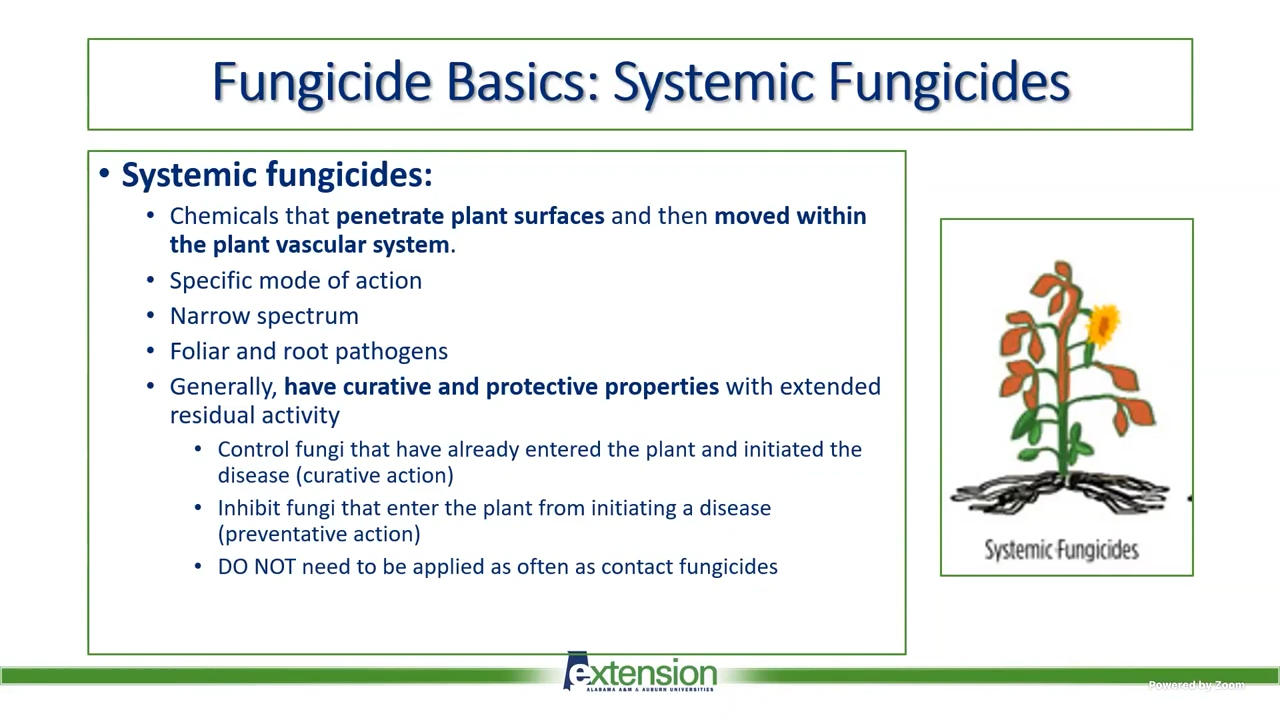 Fungicide Basics: Systemic Fungicides
• Systemic fungicides:
• Chemicals that penetrate plant surfaces and then moved within
the plant vascular system.
• Specific mode of action
• Narrow spectrum
• Foliar and root pathogens
• Generally, have curative and protective properties with extended
residual activity
• Control fungi that have already entered the plant and initiated the
disease (curative action)
• Inhibit fungi that enter the plant from initiating a disease
(preventative action)
• DO NOT need to be applied as often as contact fungicides
Systemic Fungicides
extension
ALABAMA A&M & AUBURN UNIVERSITIES
Powered by Zoom